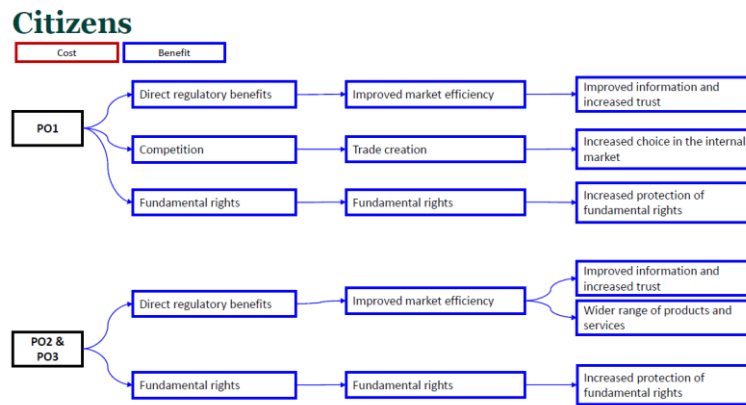 Citizens
Cost
Benefit
PO1
Direct regulatory benefits
Improved market efficiency
Improved information and
increased trust
Competition
Trade creation
Increased choice in the internal
market
Fundamental rights
Fundamental rights
Increased protection of
fundamental rights
PO2 &
PO3
Direct regulatory benefits
Improved market efficiency
Improved information and
increased trust
Wider range of products and
services
Fundamental rights
Fundamental rights
Increased protection of
fundamental rights